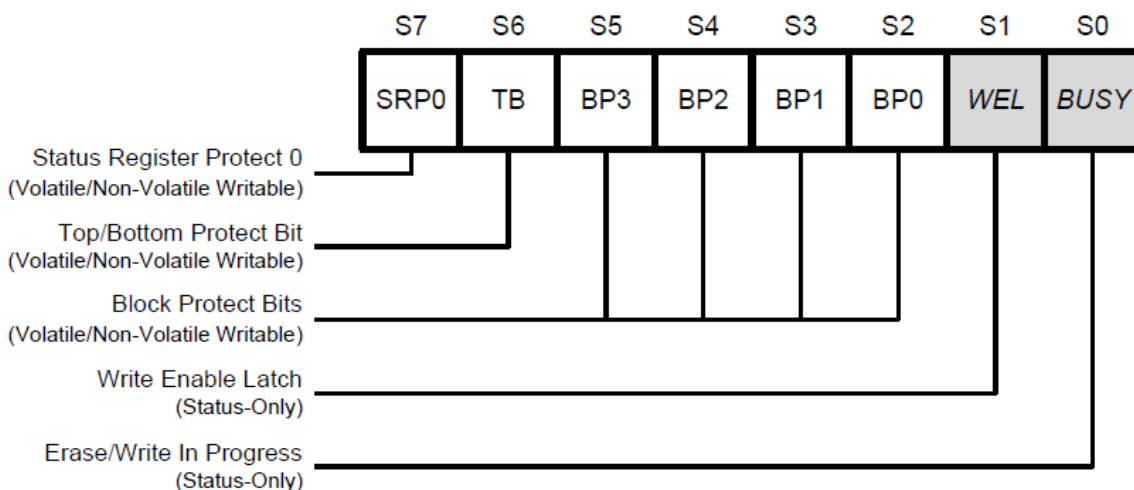 S7 S6 S5 S4 S3 S2 S1 S0
SRP0 TB BP3 BP2 BP1 BP0 WEL BUSY
Status Register Protect 0
(Volatile/Non-Volatile Writable)
Top/Bottom Protect Bit
(Volatile/Non-Volatile Writable)
Block Protect Bits
(Volatile/Non-Volatile Writable)
Write Enable Latch
(Status-Only)
Erase/Write In Progress
(Status-Only)